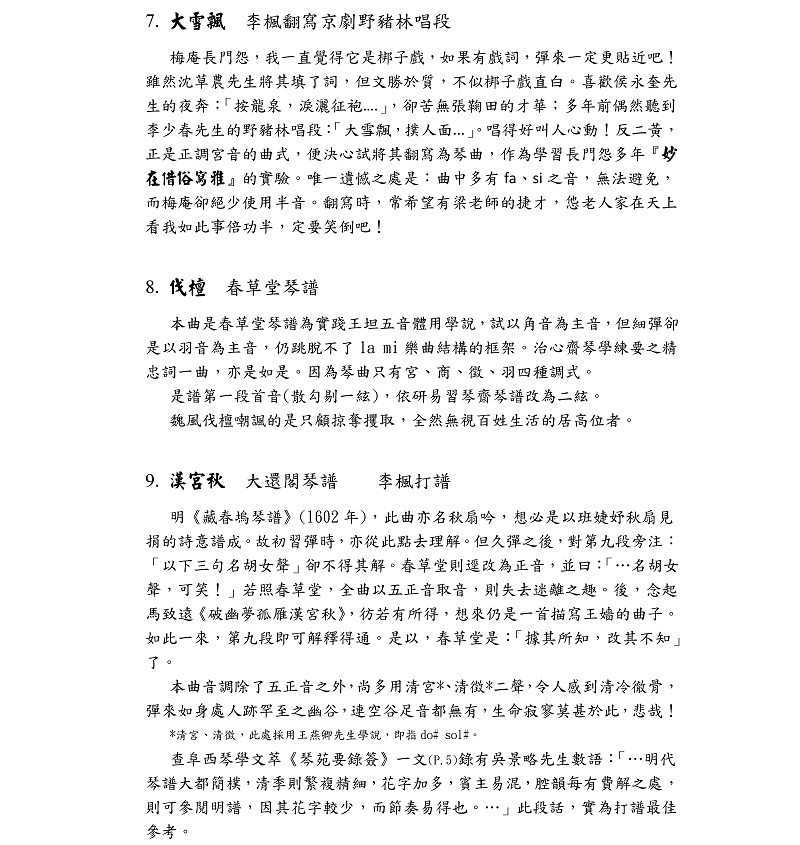 7. 大雪飄　李楓翻寫京劇野豬林唱段
梅庵長門怨，我一直覺得它是梆子戲，如果有戲詞，彈來一定更貼近吧！
雖然沈草農先生將其填了詞，但文勝於質，不似梆子戲直白。喜歡侯永奎先
生的夜奔：「按龍泉，淚灑征袍....」，卻苦無張鞠田的才華；多年前偶然聽到
李少春先生的野豬林唱段：「大雪飄，撲人面...」。唱得好叫人心動！反二黃，
正是正調宮音的曲式，便決心試將其翻寫為琴曲，作為學習長門怨多年『妙
在借俗寫雅』的實驗。唯一遺憾之處是：曲中多有 fa、si 之音，無法避免，
而梅庵卻絕少使用半音。翻寫時，常希望有梁老師的捷才，您老人家在天上
看我如此事倍功半，定要笑倒吧！
8. 伐檀　春草堂琴譜
本曲是春草堂琴譜為實踐王坦五音體用學說，試以角音為主音，但細彈卻
是以羽音為主音，仍跳脫不了 la mi 樂曲結構的框架。治心齋琴學練要之精
忠詞一曲，亦是如是。因為琴曲只有宮、商、徵、羽四種調式。
是譜第一段首音(散勾剔一絃)，依研易習琴齋琴譜改為二絃。
魏風伐檀嘲諷的是只顧掠奪攫取，全然無視百姓生活的居高位者。
9. 漢宮秋　大還閣琴譜　　李楓打譜
明《藏春塢琴譜》(1602 年)，此曲亦名秋扇吟，想必是以班婕妤秋扇見
捐的詩意譜成。故初習彈時，亦從此點去理解。但久彈之後，對第九段旁注：
「以下三句名胡女聲」卻不得其解。春草堂則逕改為正音，並曰：「…名胡女
聲，可笑！」若照春草堂，全曲以五正音取音，則失去迷離之趣。後，念起
馬致遠《破幽夢孤雁漢宮秋》，彷若有所得，想來仍是一首描寫王嬙的曲子。
如此一來，第九段即可解釋得通。是以，春草堂是：「據其所知，改其不知」
了。
本曲音調除了五正音之外，尚多用清宮*、清徵*二聲，令人感到清冷徹骨，
彈來如身處人跡罕至之幽谷，連空谷足音都無有，生命寂寥莫甚於此，悲哉！
*清宮、清徵，此處採用王燕卿先生學說，即指 do# sol#。
查阜西琴學文萃《琴苑要錄簽》一文(P.5)錄有吳景略先生數語：「…明代
琴譜大都簡樸，清季則繁複精細，花字加多，賓主易混，腔韻每有費解之處，
則可參閱明譜，因其花字較少，而節奏易得也。…」此段話，實為打譜最佳
參考。